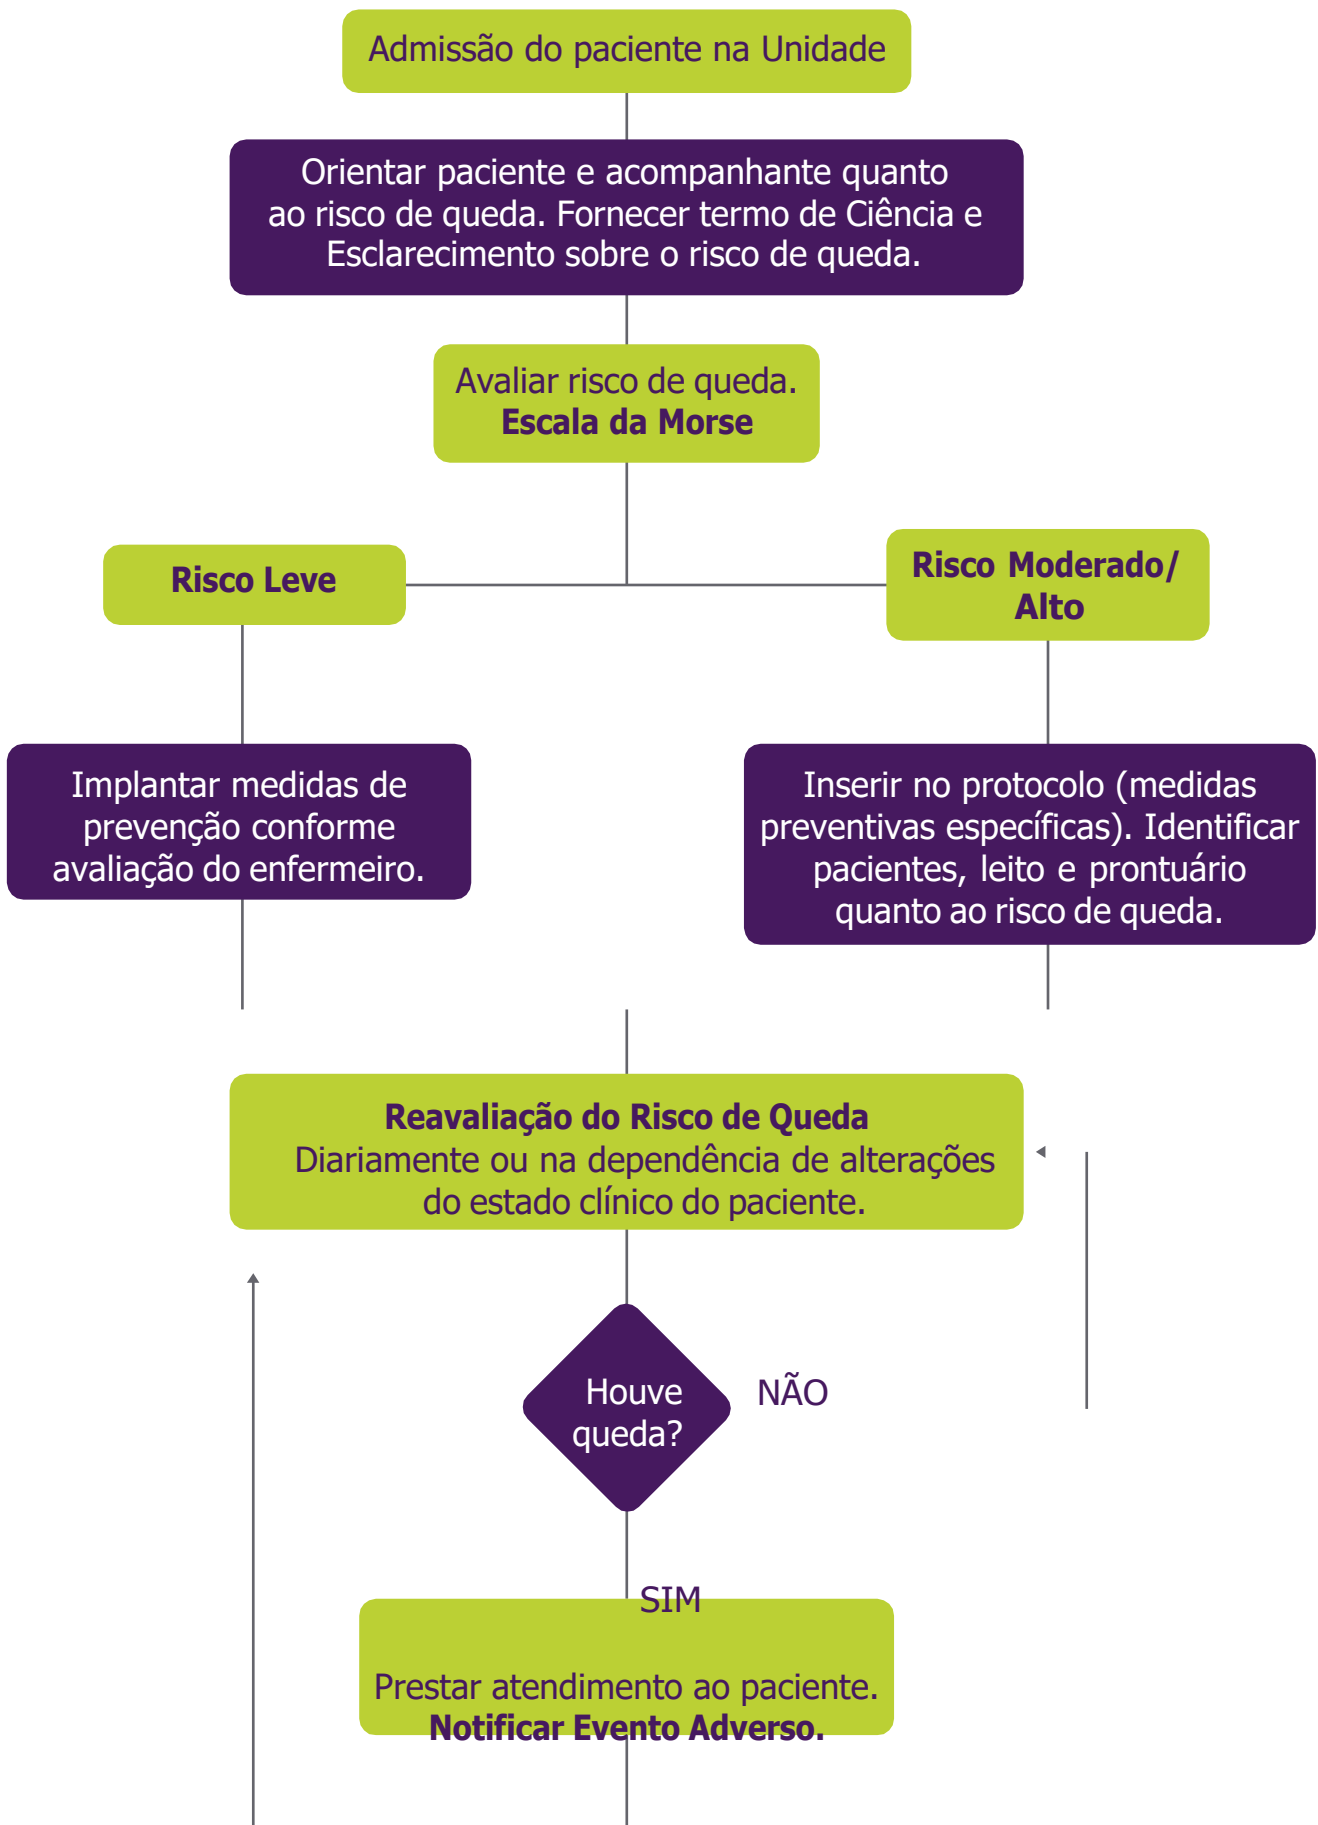 Admissão do paciente na Unidade
Orientar paciente e acompanhante quanto
ao risco de queda. Fornecer termo de Ciência e
Esclarecimento sobre o risco de queda.
Avaliar risco de queda.
Escala da Morse
Risco Leve
Risco Moderado/
Alto
Implantar medidas de
prevenção conforme
avaliação do enfermeiro.
Inserir no protocolo (medidas
preventivas específicas). Identificar
pacientes, leito e prontuário
quanto ao risco de queda.
Reavaliação do Risco de Queda
Diariamente ou na dependência de alterações
do estado clínico do paciente.
Houve
queda?
NÃO
SIM
Prestar atendimento ao paciente.
Notificar Evento Adverso.